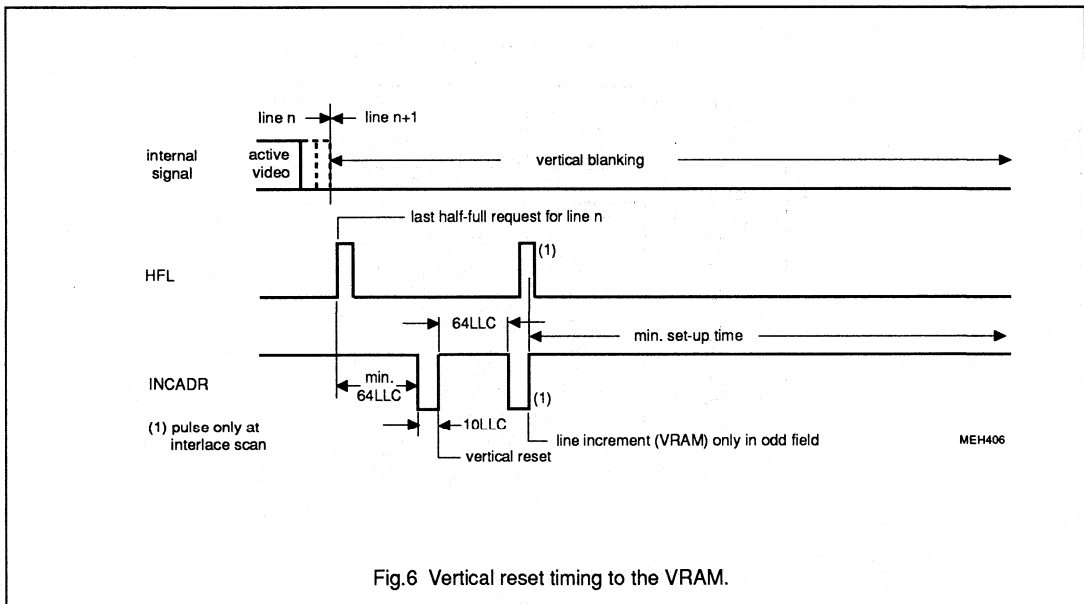 line n
line n+1
internal
signal
active
video
vertical blanking
last half-full request for line n
(1)
HFL
64LLC
min. set-up time
INCADR
min.
64LLC
(1)
(1) pulse only at
interlace scan
10LLC
line increment (VRAM) only in odd field
MEH406
vertical reset
Fig.6 Vertical reset timing to the VRAM.